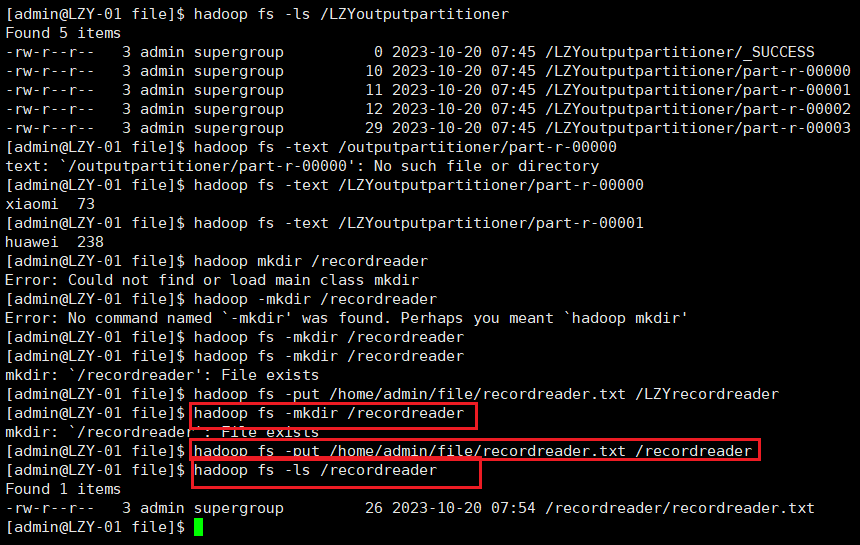 [admin@LZY-01 file]$ hadoop fs -ls /LZYoutputpartitioner
Found 5 items
-rw-r--r--   3 admin supergroup          0 2023-10-20 07:45 /LZYoutputpartitioner/_SUCCESS
-rw-r--r--   3 admin supergroup         10 2023-10-20 07:45 /LZYoutputpartitioner/part-r-00000
-rw-r--r--   3 admin supergroup         11 2023-10-20 07:45 /LZYoutputpartitioner/part-r-00001
-rw-r--r--   3 admin supergroup         12 2023-10-20 07:45 /LZYoutputpartitioner/part-r-00002
-rw-r--r--   3 admin supergroup         29 2023-10-20 07:45 /LZYoutputpartitioner/part-r-00003
[admin@LZY-01 file]$ hadoop fs -text /outputpartitioner/part-r-00000
text: `/outputpartitioner/part-r-00000': No such file or directory
[admin@LZY-01 file]$ hadoop fs -text /LZYoutputpartitioner/part-r-00000
xiaomi  73
[admin@LZY-01 file]$ hadoop fs -text /LZYoutputpartitioner/part-r-00001
huawei  238
[admin@LZY-01 file]$ hadoop mkdir /recordreader
Error: Could not find or load main class mkdir
[admin@LZY-01 file]$ hadoop -mkdir /recordreader
Error: No command named `-mkdir' was found. Perhaps you meant `hadoop mkdir'
[admin@LZY-01 file]$ hadoop fs -mkdir /recordreader
[admin@LZY-01 file]$ hadoop fs -mkdir /recordreader
mkdir: `/recordreader': File exists
[admin@LZY-01 file]$ hadoop fs -put /home/admin/file/recordreader.txt /LZYrecordreader
[admin@LZY-01 file]$ hadoop fs -mkdir /recordreader
mkdir: `/recordreader': File exists
[admin@LZY-01 file]$ hadoop fs -put /home/admin/file/recordreader.txt /recordreader
[admin@LZY-01 file]$ hadoop fs -ls /recordreader
Found 1 items
-rw-r--r--   3 admin supergroup         26 2023-10-20 07:54 /recordreader/recordreader.txt
[admin@LZY-01 file]$